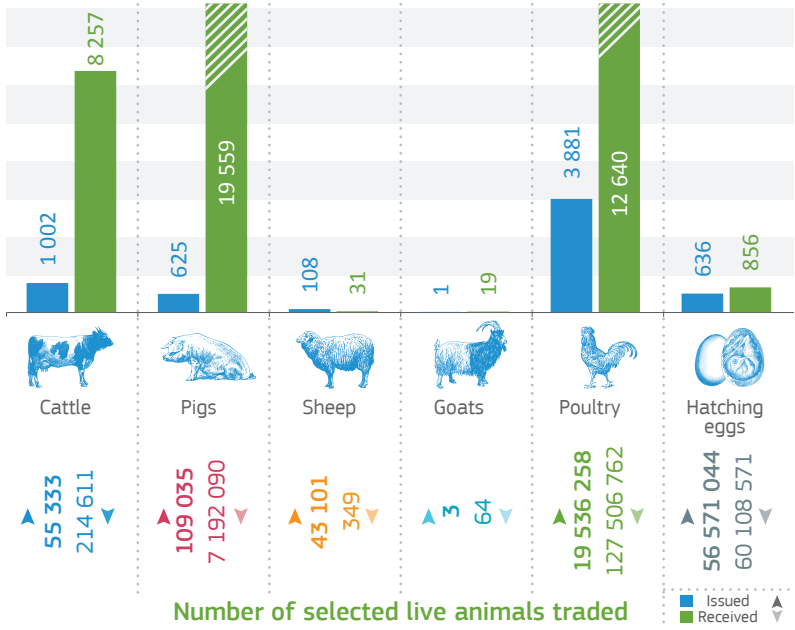 1 002
8 257
625
19 559
108
31
1
19
3 881
12 640
636
856
Cattle
Pigs
Sheep
Goats
Poultry
Hatching
eggs
55 333
214 611
109 035
7 192 090
43 101
349
3
64
19 536 258
127 506 762
56 571 044
60 108 571
Number of selected live animals traded
Issued
Received